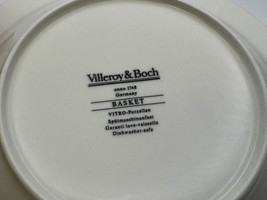 Villeroy & Boch
anno 1748
Germany
BASKET
VITRO-Porzellan
Spülmaschinenfest
Garanti lave-vaisselle
Dishwasher-safe